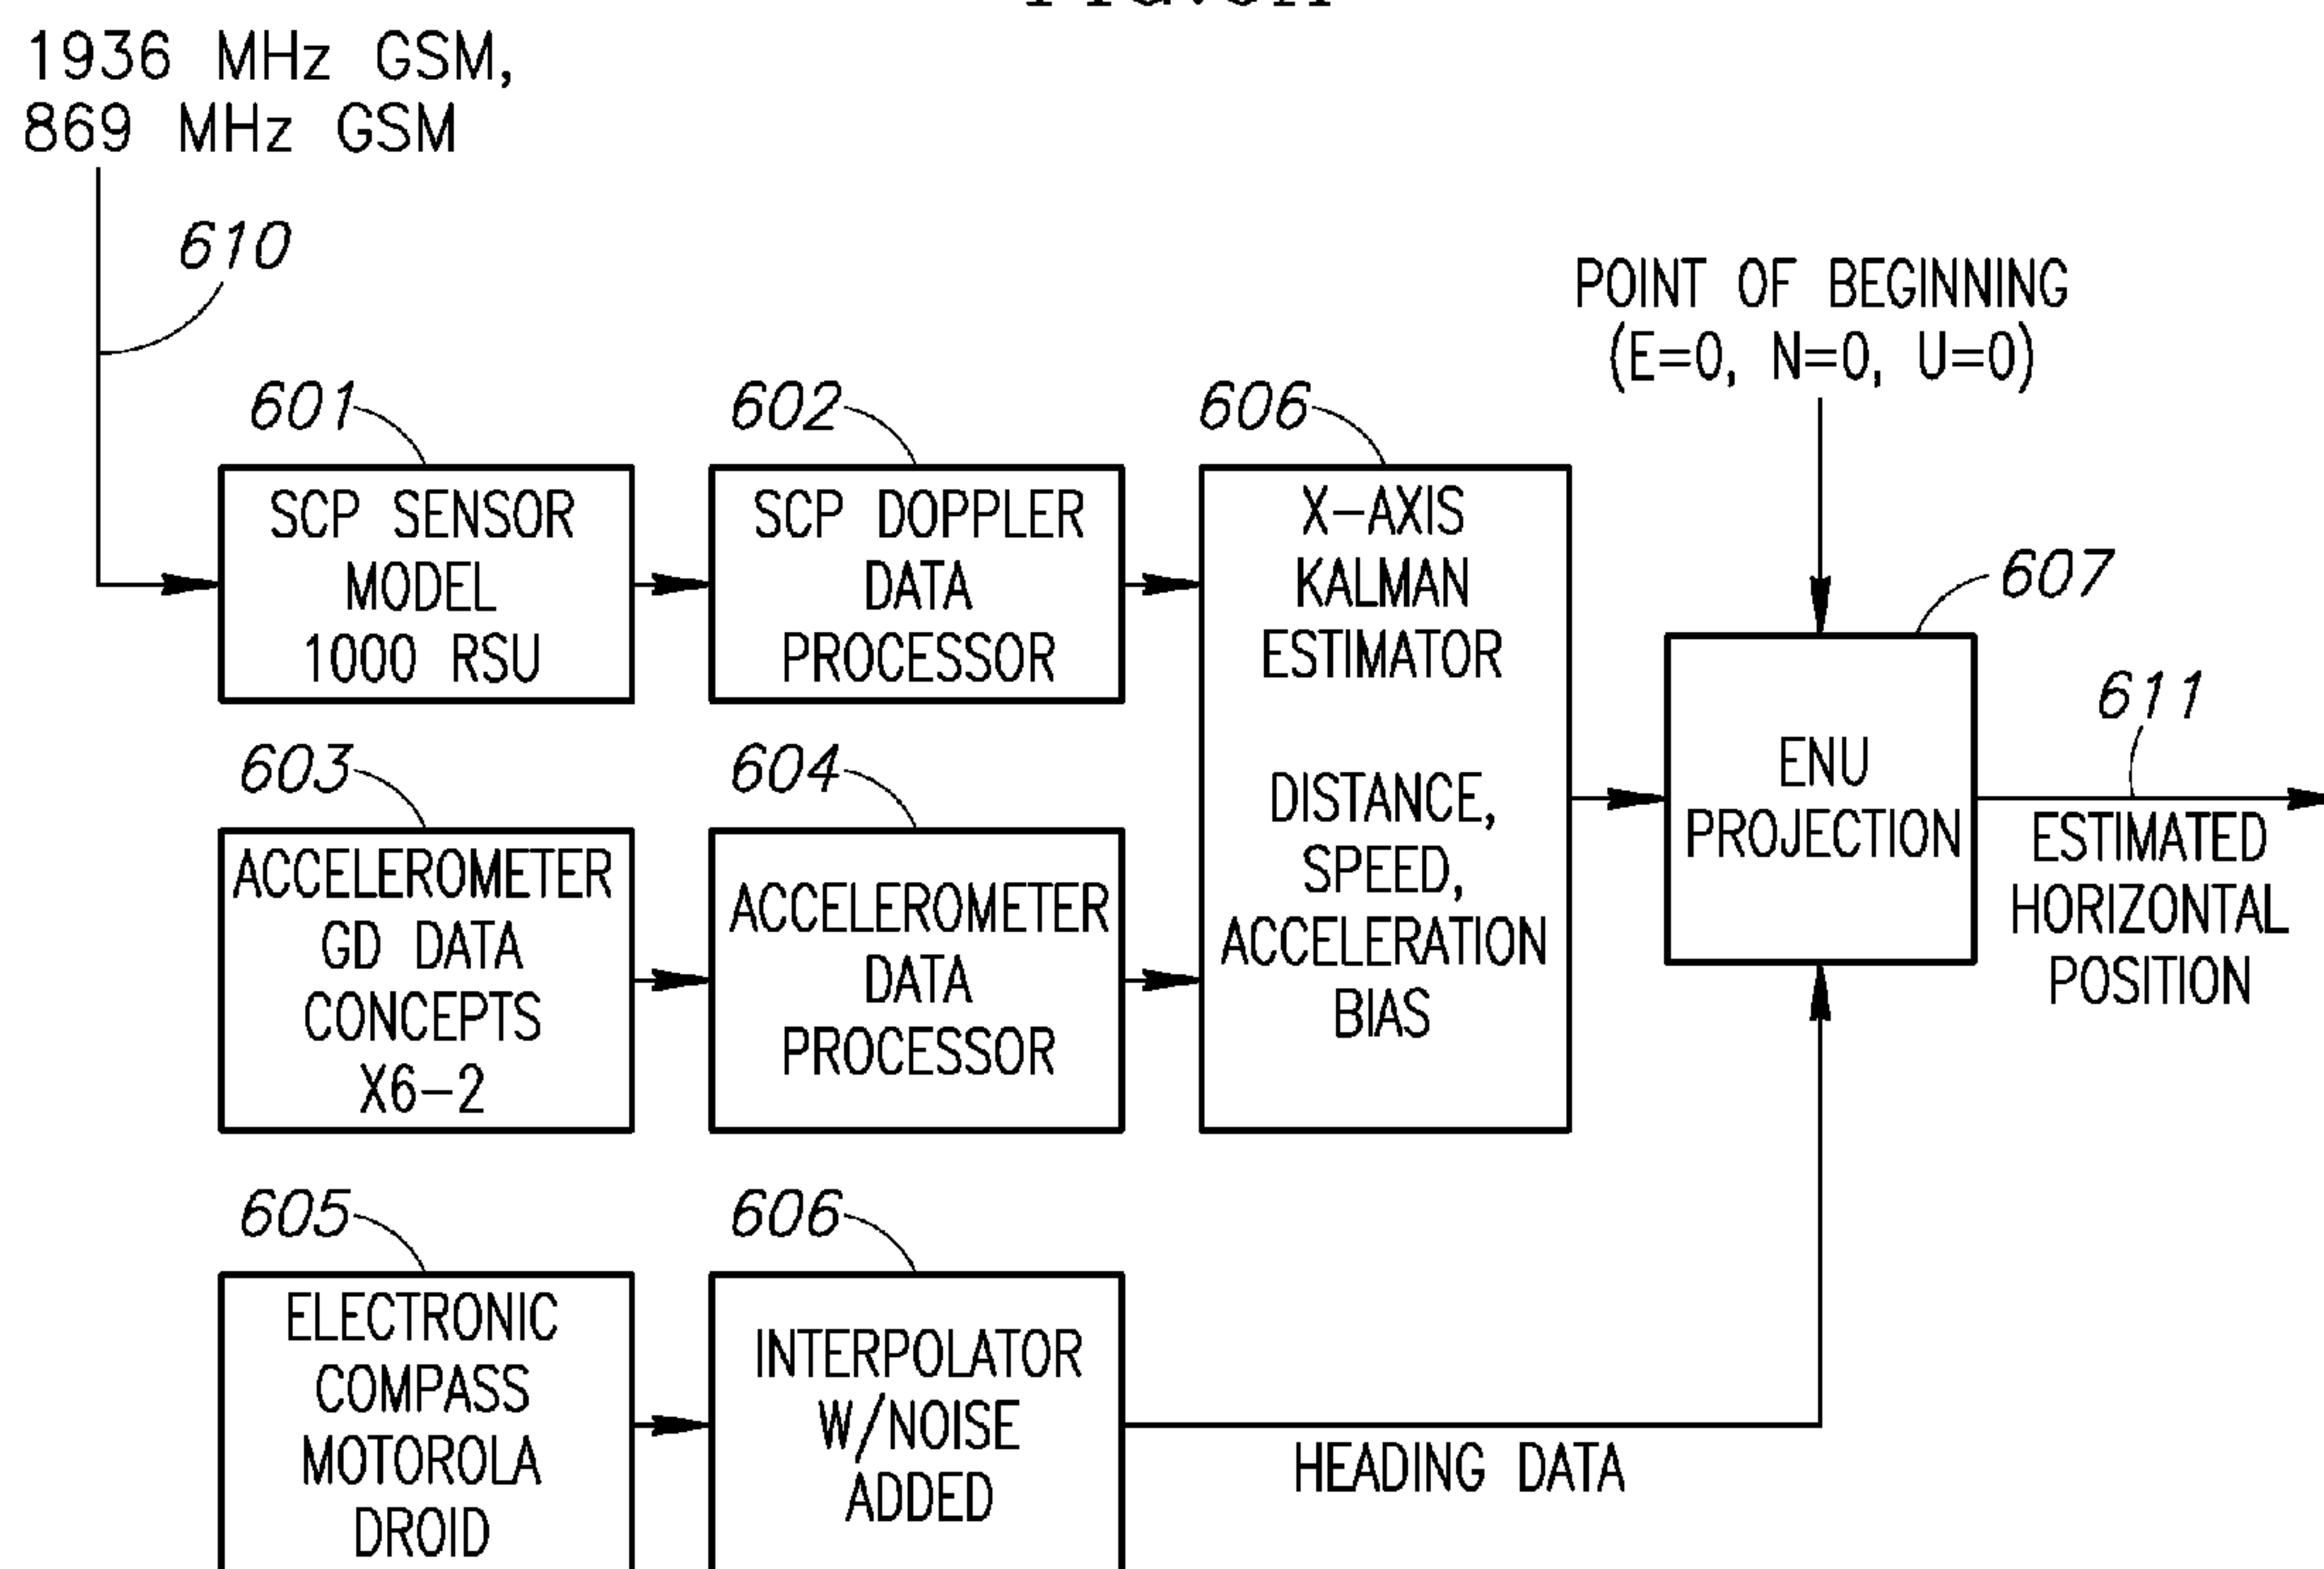 1936 MHz GSM,
869 MHz GSM
610
POINT OF BEGINNING
(E=0, N=0, U=0)
601
602
606
607
SCP SENSOR
MODEL
1000 RSU
SCP DOPPLER
DATA
PROCESSOR
X-AXIS
KALMAN
ESTIMATOR
DISTANCE,
SPEED,
ACCELERATION
BIAS
603
604
ACCELEROMETER
GD DATA
CONCEPTS
X6-2
ACCELEROMETER
DATA
PROCESSOR
ENU
PROJECTION
611
ESTIMATED
HORIZONTAL
POSITION
605
606
ELECTRONIC
COMPASS
MOTOROLA
DROID
INTERPOLATOR
W/NOISE
ADDED
HEADING DATA